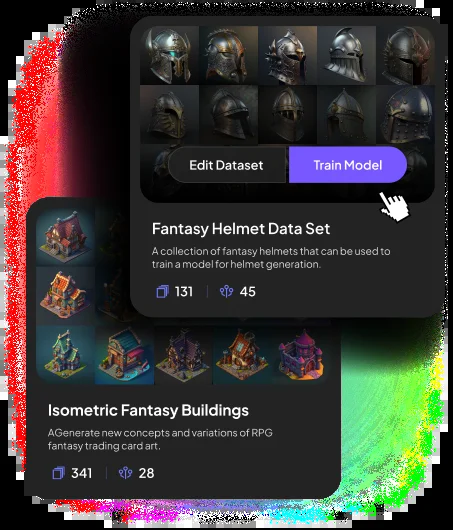 Edit Dataset Train Model
Fantasy Helmet Data Set
A collection of fantasy helmets that can be used to
train a model for helmet generation.
131 45
Isometric Fantasy Buildings
AGenerate new concepts and variations of RPG
fantasy trading card art.
341 28